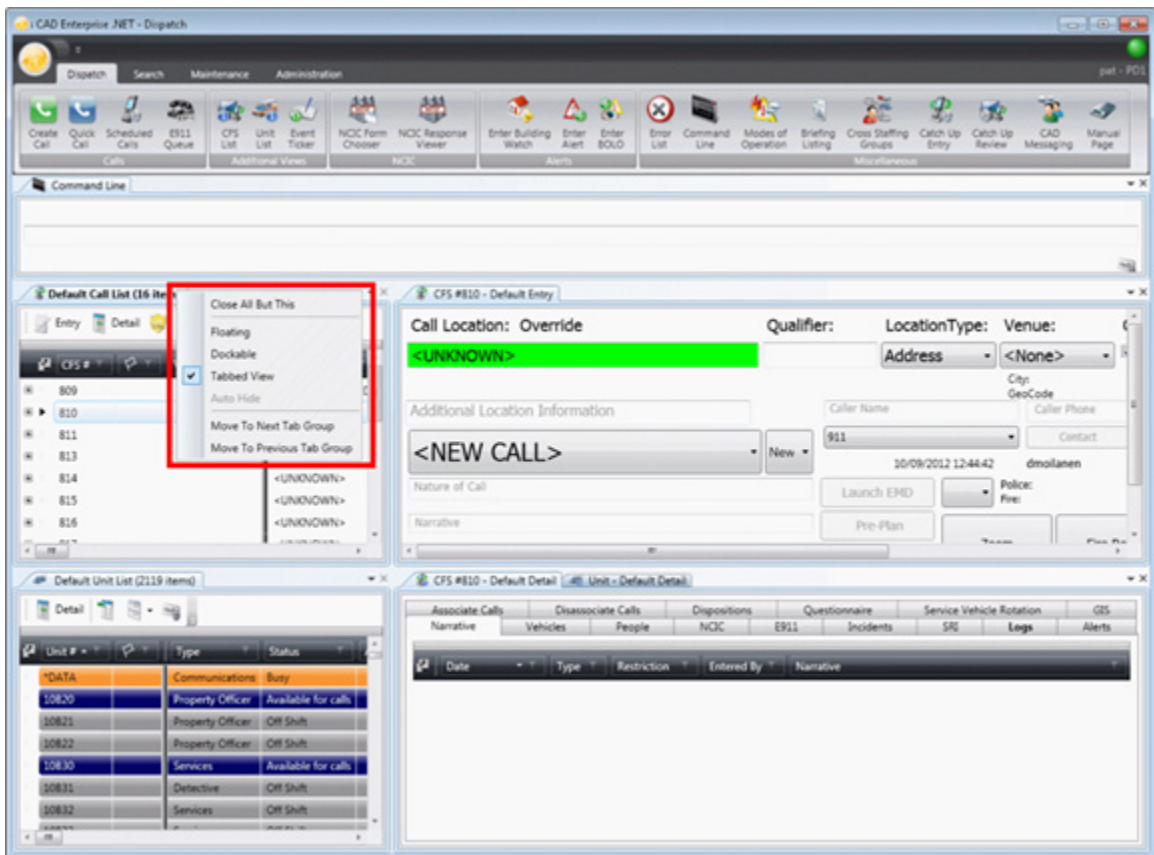 CAD Enterprise .NET - Dispatch
Dispatch Search Maintenance Administration
pat - PD1
Create Call Quick Call Scheduled Calls E911 Queue CFS List Unit List Event Ticker NCIC Form Chooser NCIC Response Viewer Enter Building Watch Enter Alert Enter BOLO Error List Command Line Modes of Operation Briefing Listing Cross Staffing Groups Catch Up Entry Catch Up Review CAD Messaging Manual Page
Calls Additional Views NCIC Alerts Miscellaneous
Command Line
Default Call List (16 ite
Close All But This
Floating
Dockable
Tabbed View
Auto Hide
Move To Next Tab Group
Move To Previous Tab Group
Entry Detail
CFS #
809
810
811
813
814 <UNKNOWN>
815 <UNKNOWN>
816 <UNKNOWN>
CFS #810 - Default Entry
Call Location: Override Qualifier: LocationType: Venue:
<UNKNOWN> Address <None>
City:
GeoCode
Additional Location Information Caller Name Caller Phone
<NEW CALL> New 911 Contact
10/09/2012 12:44:42 dmoilanen
Nature of Call Launch EMD Police:
Fire:
Narrative Pre-Plan
Zoom
Default Unit List (2119 items)
Detail
Unit # Type Status
*DATA Communications Busy
10820 Property Officer Available for calls
10821 Property Officer Off Shift
10822 Property Officer Off Shift
10830 Services Available for calls
10831 Detective Off Shift
10832 Services Off Shift
CFS #810 - Default Detail Unit - Default Detail
Associate Calls Disassociate Calls Dispositions Questionnaire Service Vehicle Rotation GIS
Narrative Vehicles People NCIC E911 Incidents SRI Logs Alerts
Date Type Restriction Entered By Narrative